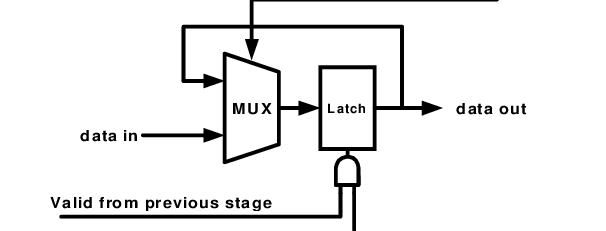 MUX
Latch
data out
data in
Valid from previous stage